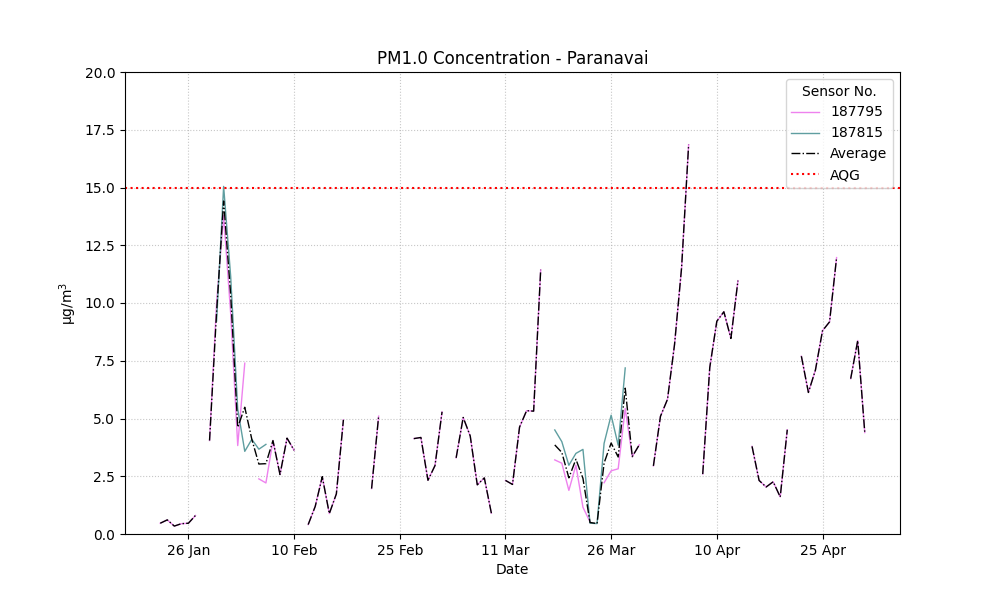 PM1.0 Concentration - Paranavai
20.0
17.5
15.0
12.5
10.0
7.5
5.0
2.5
0.0
µg/m³
Sensor No.
187795
187815
Average
AQG
26 Jan
10 Feb
25 Feb
11 Mar
26 Mar
10 Apr
25 Apr
Date